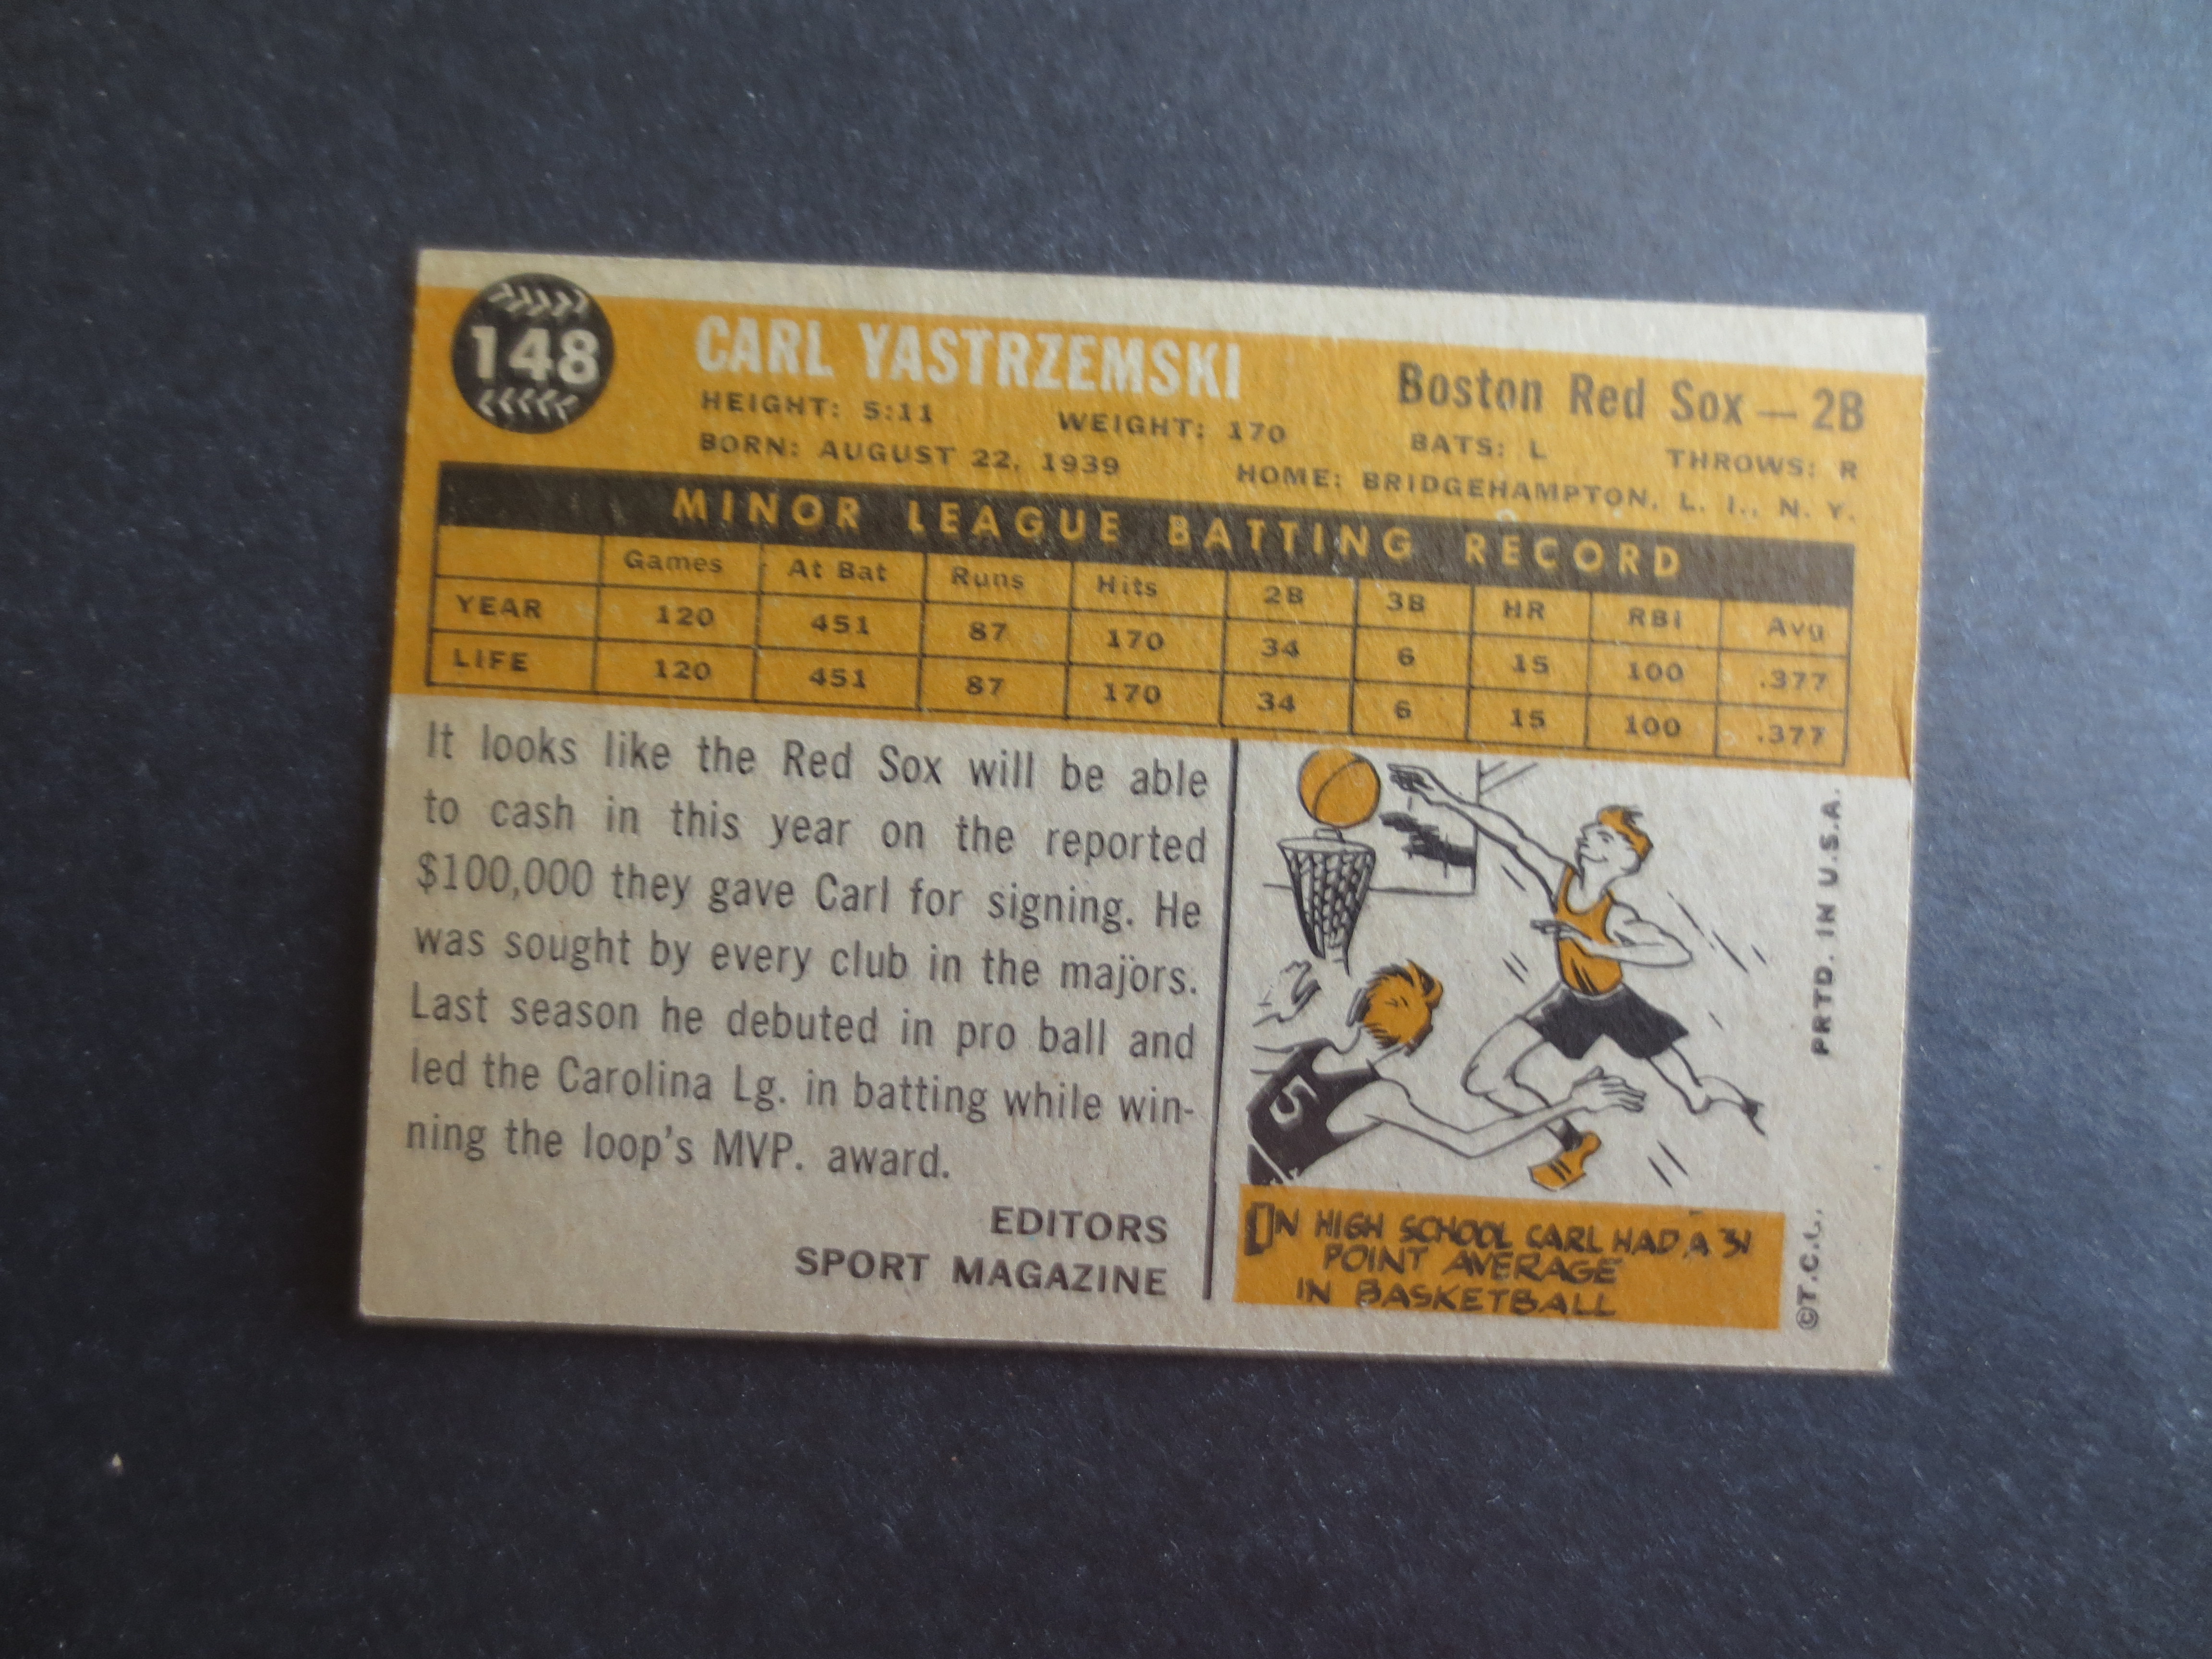 148
CARL YASTRZEMSKI
Boston Red Sox — 2B
HEIGHT: 5:11 WEIGHT: 170 BATS: L THROWS: R
BORN: AUGUST 22, 1939 HOME: BRIDGEHAMPTON, L. I., N. Y.
MINOR LEAGUE BATTING RECORD
Games At Bat Runs Hits 2B 3B HR RBI Avg
YEAR 120 451 87 170 34 6 15 100 .377
LIFE 120 451 87 170 34 6 15 100 .377
It looks like the Red Sox will be able
to cash in this year on the reported
$100,000 they gave Carl for signing. He
was sought by every club in the majors.
Last season he debuted in pro ball and
led the Carolina Lg. in batting while win-
ning the loop's MVP. award.
EDITORS
SPORT MAGAZINE
5
IN HIGH SCHOOL CARL HAD A 31
POINT AVERAGE
IN BASKETBALL
©T.C.G. PRTD. IN U.S.A.